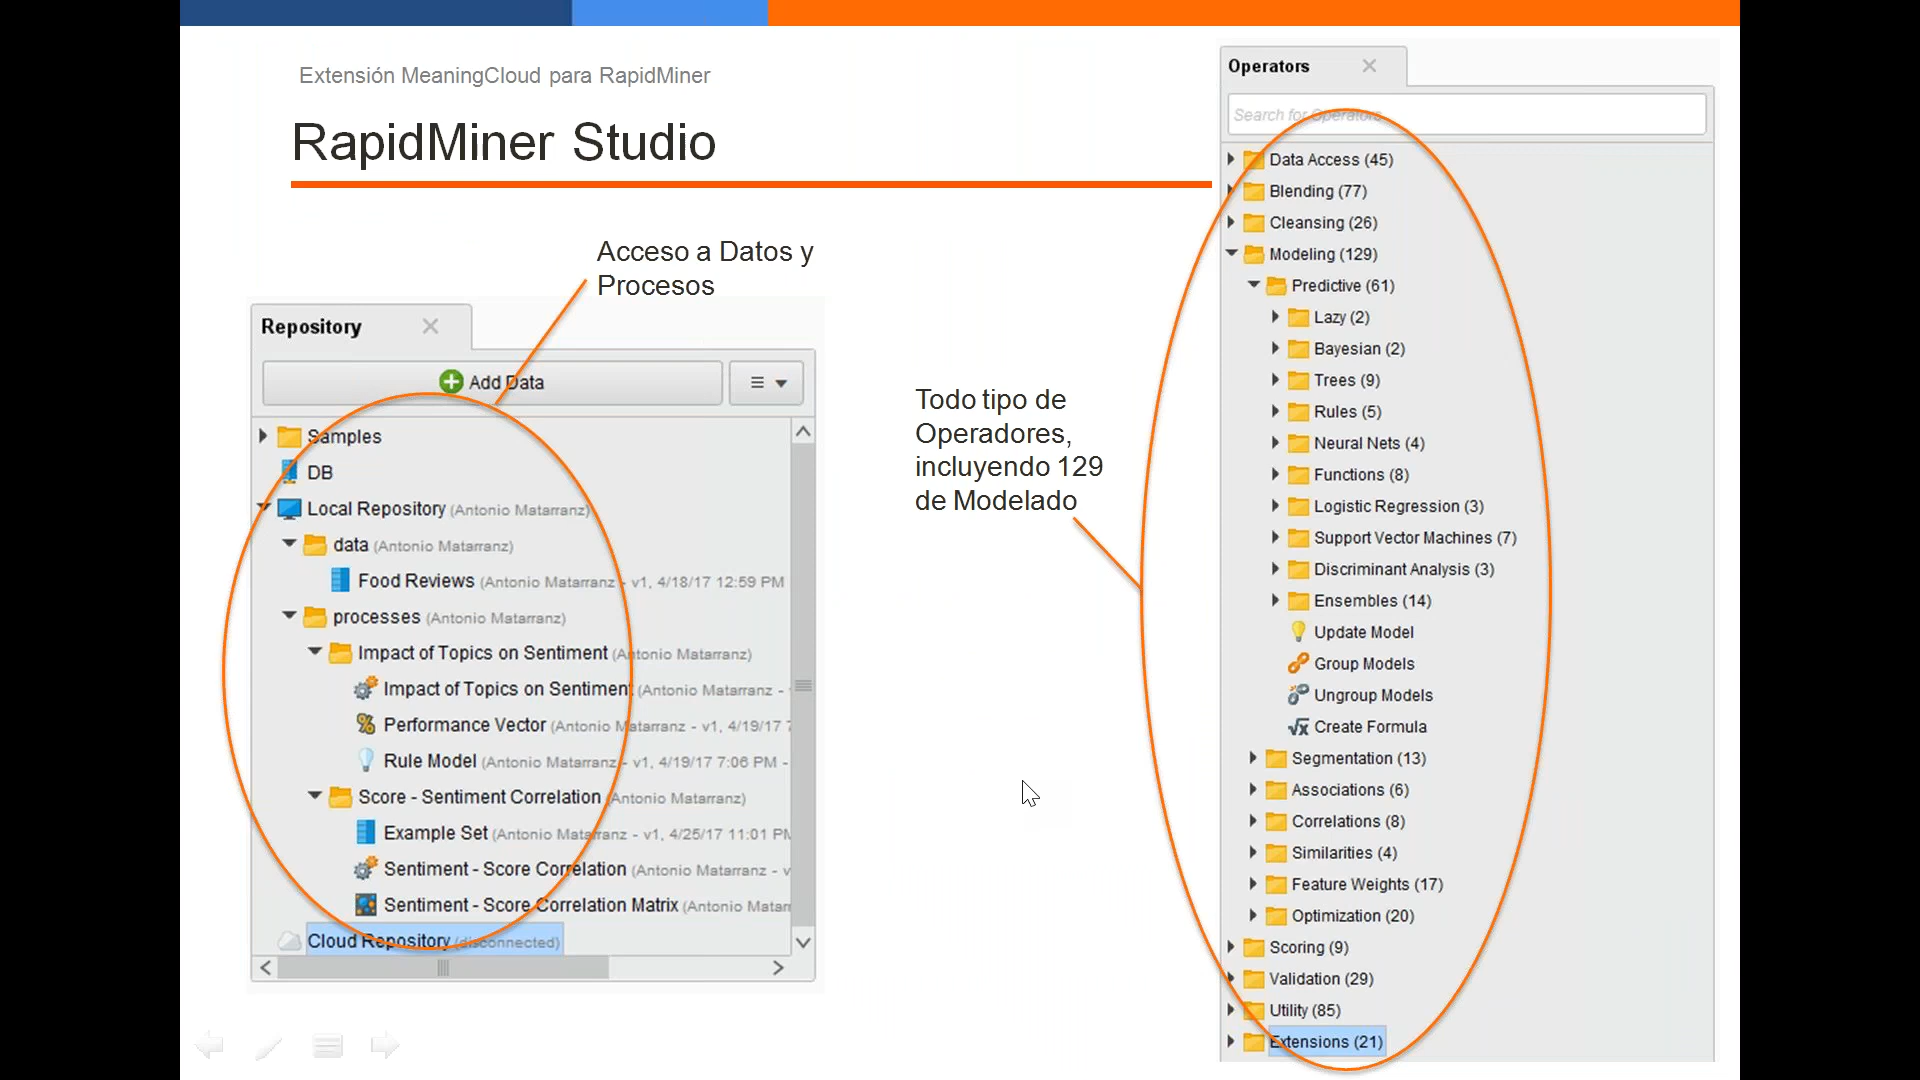 Extensión MeaningCloud para RapidMiner
RapidMiner Studio
Acceso a Datos y
Procesos
Repository
Add Data
Samples
DB
Local Repository (Antonio Matarranz)
data (Antonio Matarranz)
Food Reviews (Antonio Matarranz - v1, 4/18/17 12:59 PM
processes (Antonio Matarranz)
Impact of Topics on Sentiment (Antonio Matarranz)
Impact of Topics on Sentiment (Antonio Matarranz -
Performance Vector (Antonio Matarranz - v1, 4/19/17 7
Rule Model (Antonio Matarranz - v1, 4/19/17 7:06 PM -
Score - Sentiment Correlation (Antonio Matarranz)
Example Set (Antonio Matarranz - v1, 4/25/17 11:01 PM
Sentiment - Score Correlation (Antonio Matarranz - v
Sentiment - Score Correlation Matrix (Antonio Matarr
Cloud Repository (disconnected)
Todo tipo de
Operadores,
incluyendo 129
de Modelado
Operators
Search for Operators
Data Access (45)
Blending (77)
Cleansing (26)
Modeling (129)
Predictive (61)
Lazy (2)
Bayesian (2)
Trees (9)
Rules (5)
Neural Nets (4)
Functions (8)
Logistic Regression (3)
Support Vector Machines (7)
Discriminant Analysis (3)
Ensembles (14)
Update Model
Group Models
Ungroup Models
Create Formula
Segmentation (13)
Associations (6)
Correlations (8)
Similarities (4)
Feature Weights (17)
Optimization (20)
Scoring (9)
Validation (29)
Utility (85)
Extensions (21)